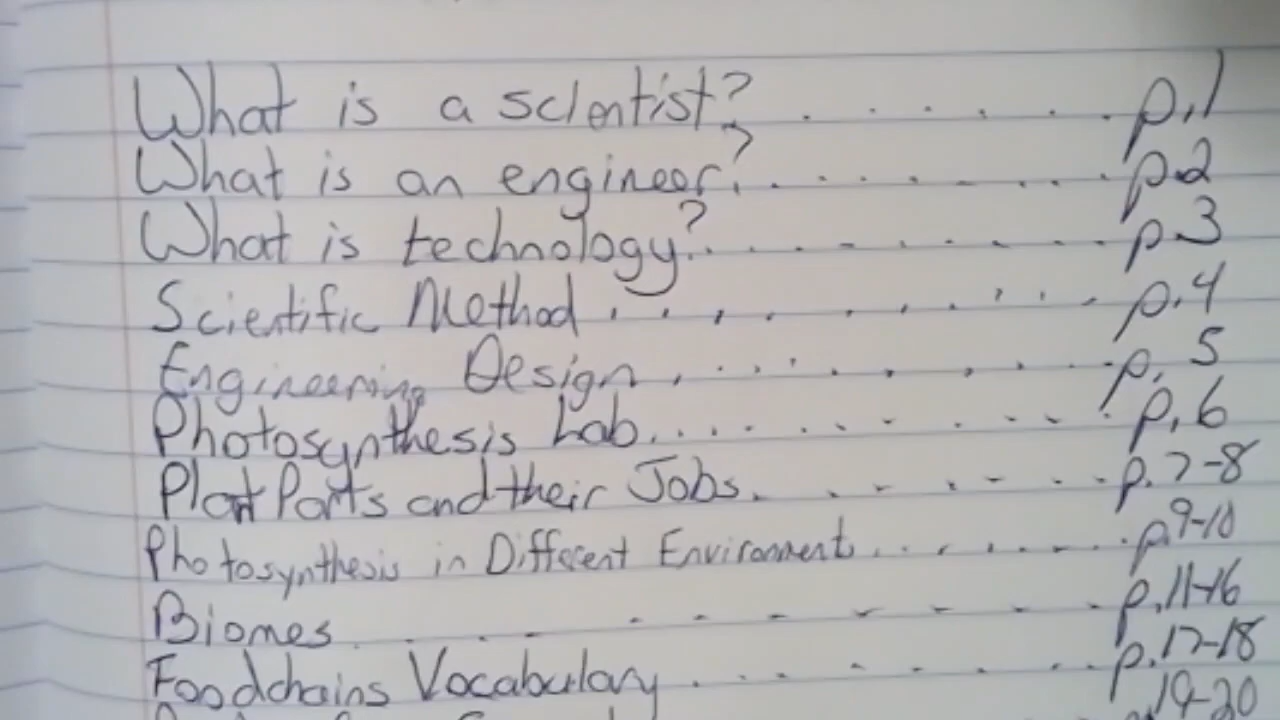 What is a scientist? . . . . . p.1
What is an engineer? . . . . . . . . p.2
What is technology? . . . . . . . . p.3
Scientific Method . . . . . . . . . p.4
Engineering Design . . . . . . . . p. 5
Photosynthesis Lab . . . . . . . . . . p.6
Plant Parts and their Jobs . . . . . . . p.7-8
Photosynthesis in Different Environments . . . . . . . p.9-10
Biomes . . . . . . . . . . p.11-16
Foodchains Vocabulary . . . . . . p.17-18
19-20